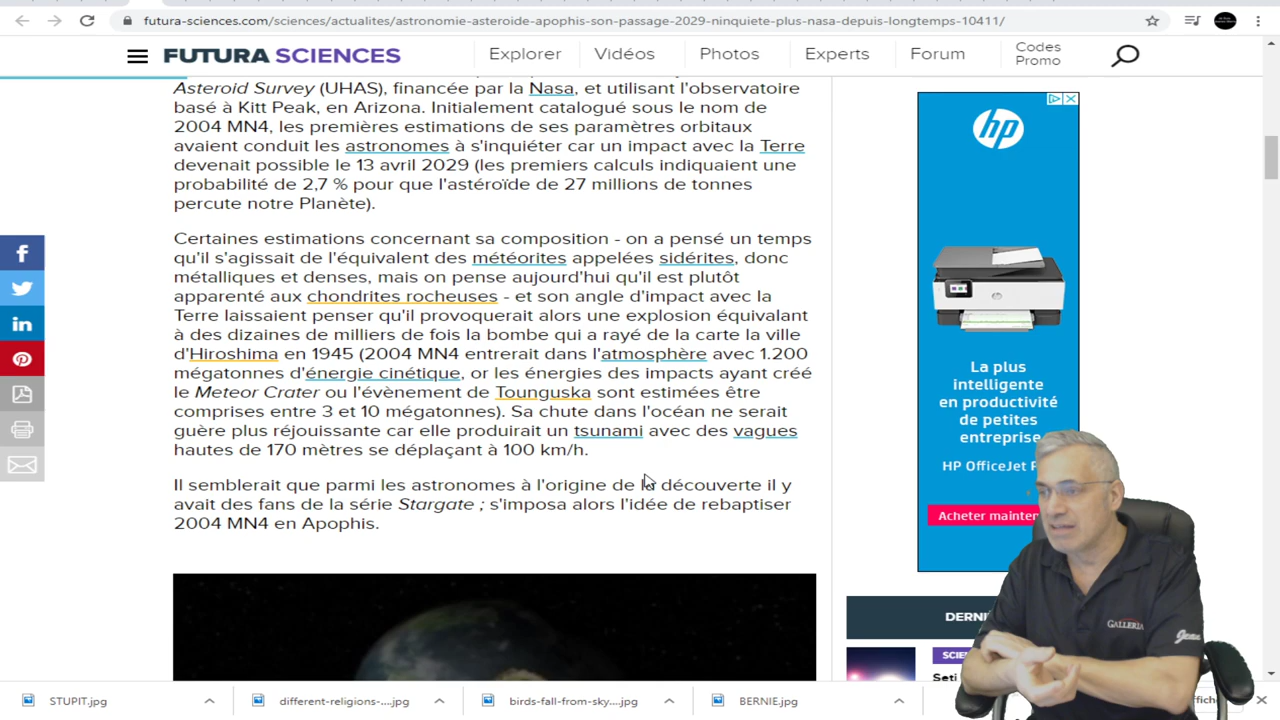 futura-sciences.com/sciences/actualites/astronomie-asteroide-apophis-son-passage-2029-ninquiete-plus-nasa-depuis-longtemps-10411/
FUTURA SCIENCES
Explorer
Vidéos
Photos
Experts
Forum
Codes
Promo
Asteroid Survey (UHAS), financée par la Nasa, et utilisant l'observatoire
basé à Kitt Peak, en Arizona. Initialement catalogué sous le nom de
2004 MN4, les premières estimations de ses paramètres orbitaux
avaient conduit les astronomes à s'inquiéter car un impact avec la Terre
devenait possible le 13 avril 2029 (les premiers calculs indiquaient une
probabilité de 2,7 % pour que l'astéroïde de 27 millions de tonnes
percute notre Planète).
Certaines estimations concernant sa composition - on a pensé un temps
qu'il s'agissait de l'équivalent des météorites appelées sidérites, donc
métalliques et denses, mais on pense aujourd'hui qu'il est plutôt
apparenté aux chondrites rocheuses - et son angle d'impact avec la
Terre laissaient penser qu'il provoquerait alors une explosion équivalant
à des dizaines de milliers de fois la bombe qui a rayé de la carte la ville
d'Hiroshima en 1945 (2004 MN4 entrerait dans l'atmosphère avec 1.200
mégatonnes d'énergie cinétique, or les énergies des impacts ayant créé
le Meteor Crater ou l'évènement de Tounguska sont estimées être
comprises entre 3 et 10 mégatonnes). Sa chute dans l'océan ne serait
guère plus réjouissante car elle produirait un tsunami avec des vagues
hautes de 170 mètres se déplaçant à 100 km/h.
Il semblerait que parmi les astronomes à l'origine de la découverte il y
avait des fans de la série Stargate ; s'imposa alors l'idée de rebaptiser
2004 MN4 en Apophis.
hp
La plus
intelligente
en productivité
de petites
entreprise
HP OfficeJet
Acheter mainten
DERNI
SCIE
Seti
GALLERIA
STUPIT.jpg
different-religions-....jpg
birds-fall-from-sky....jpg
BERNIE.jpg